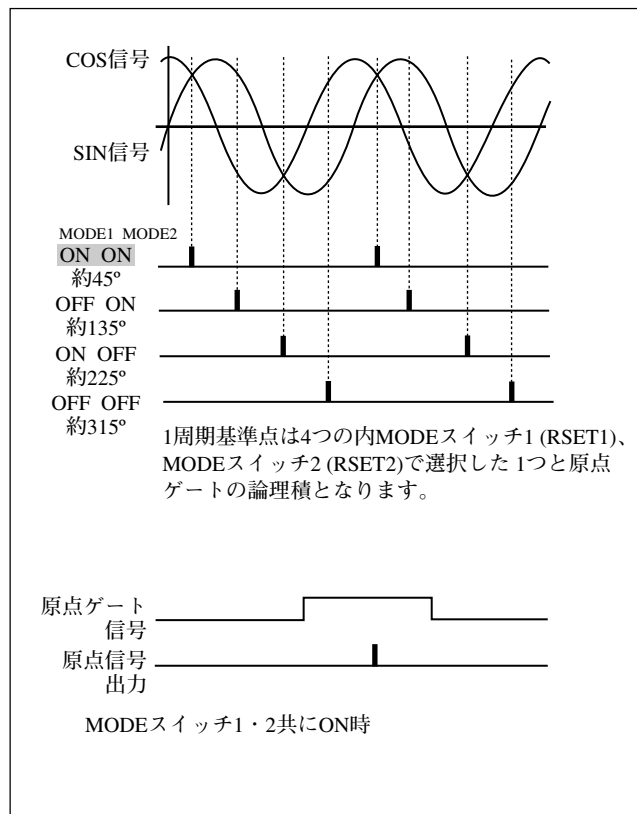 COS信号
SIN信号
MODE1 MODE2
ON ON
約45º
OFF ON
約135º
ON OFF
約225º
OFF OFF
約315º
1周期基準点は4つの内MODEスイッチ1 (RSET1)、
MODEスイッチ2 (RSET2)で選択した 1つと原点
ゲートの論理積となります。
原点ゲート
信号
原点信号
出力
MODEスイッチ1・2共にON時